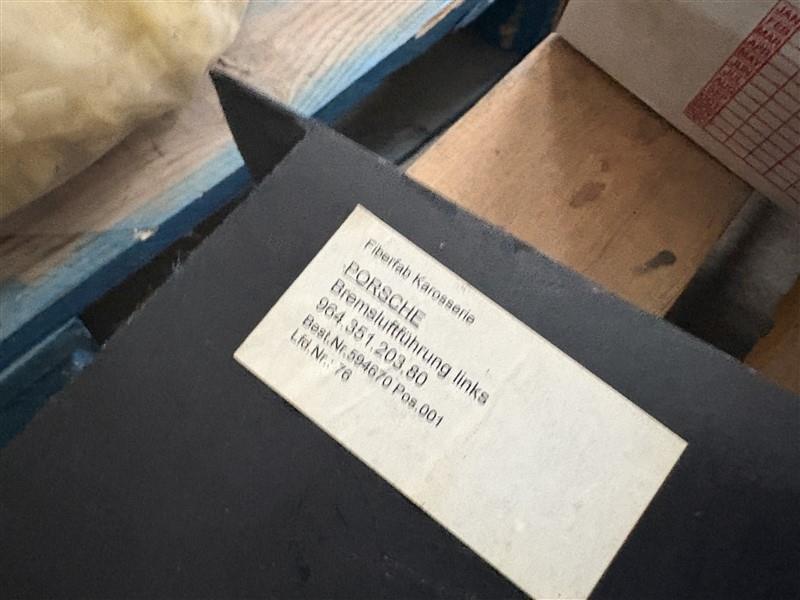 Fiberfab Karosserie
PORSCHE
Bremsluftführung links
964.351.203.80
Best.Nr.594670 Pos.001
Lfd.Nr.: 76